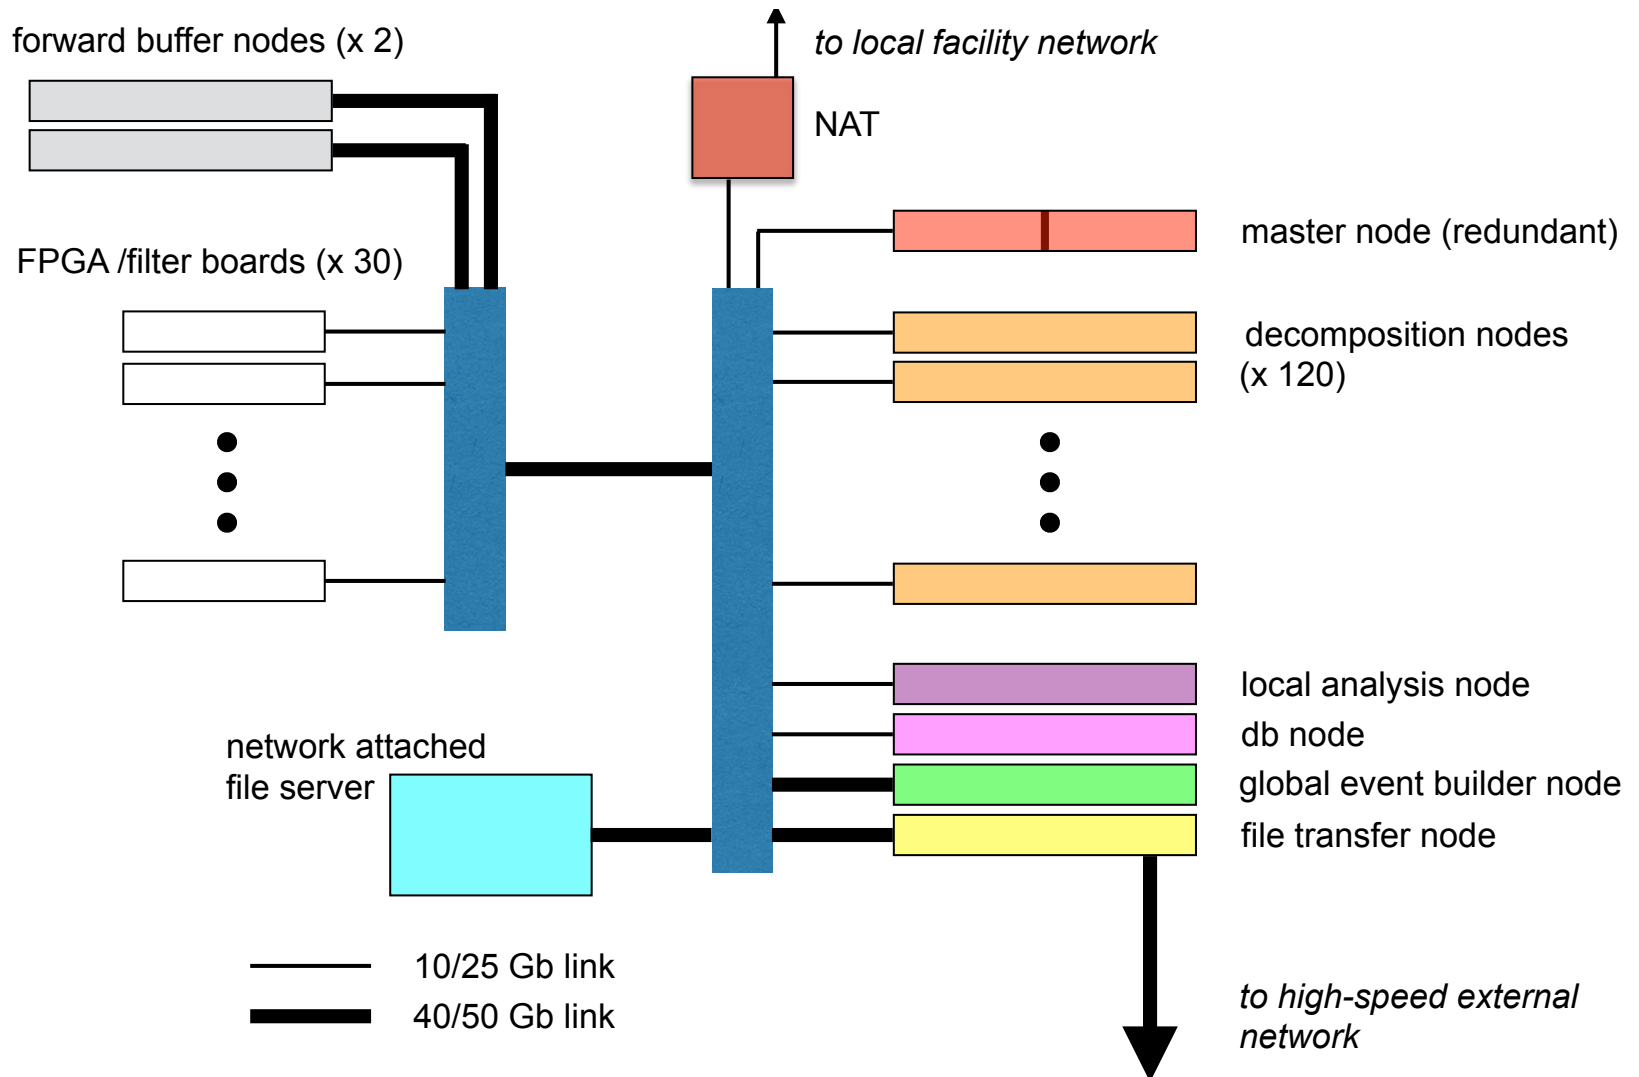 forward buffer nodes (x 2)
to local facility network
NAT
master node (redundant)
FPGA /filter boards (x 30)
decomposition nodes
(x 120)
local analysis node
db node
network attached
file server
global event builder node
file transfer node
10/25 Gb link
40/50 Gb link
to high-speed external
network